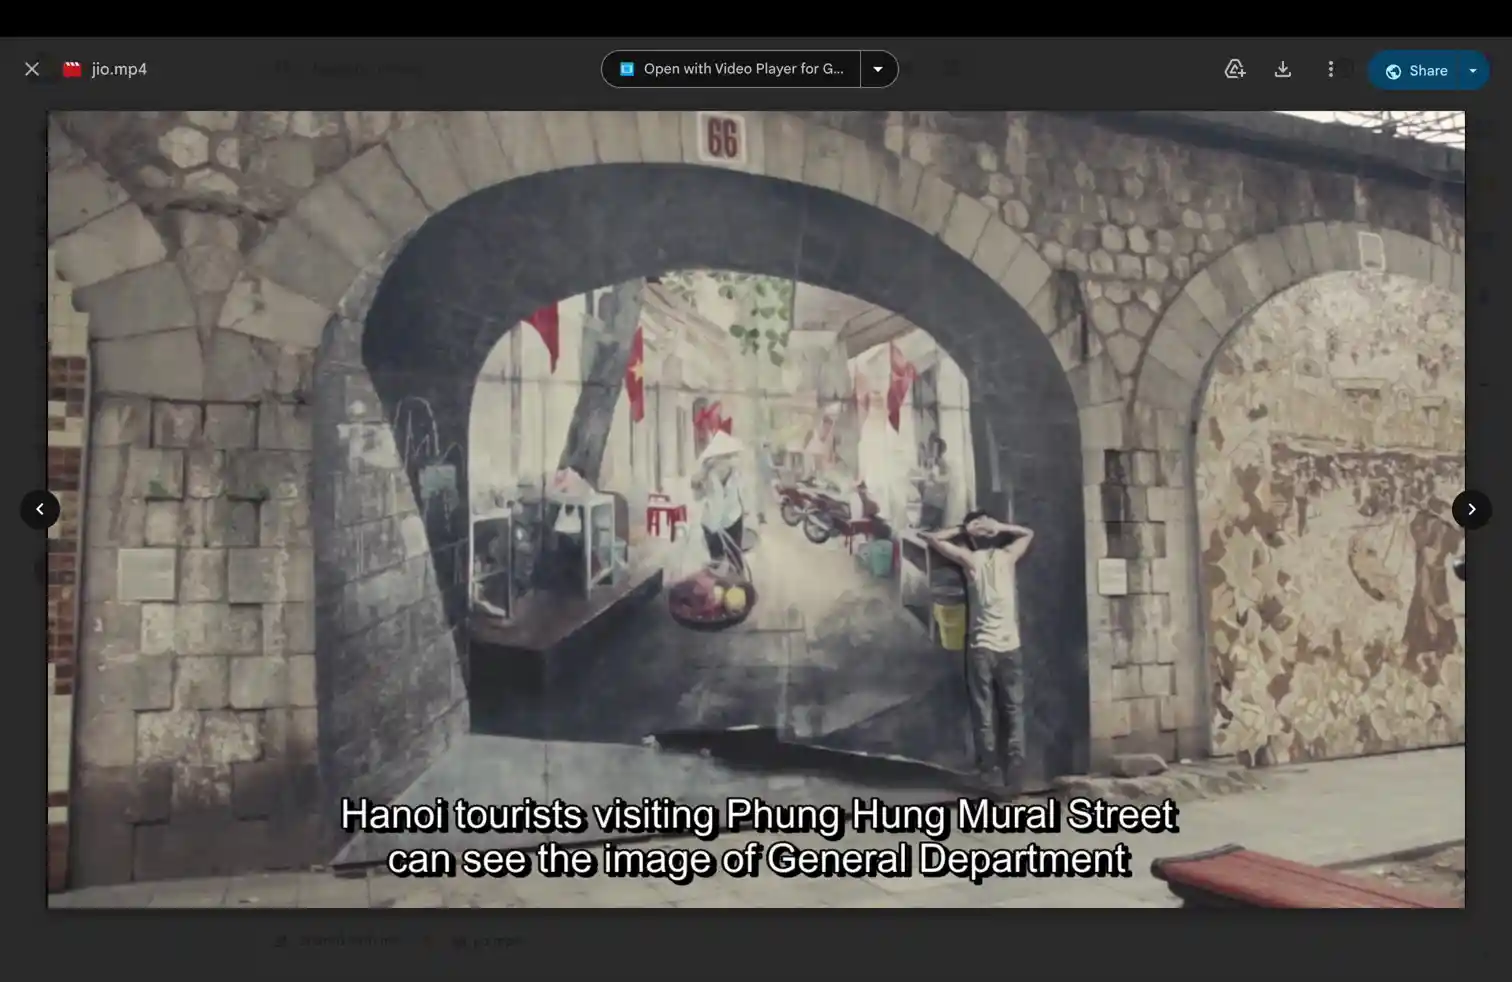 jio.mp4
Open with Video Player for G...
Share
66
Hanoi tourists visiting Phung Hung Mural Street
can see the image of General Department